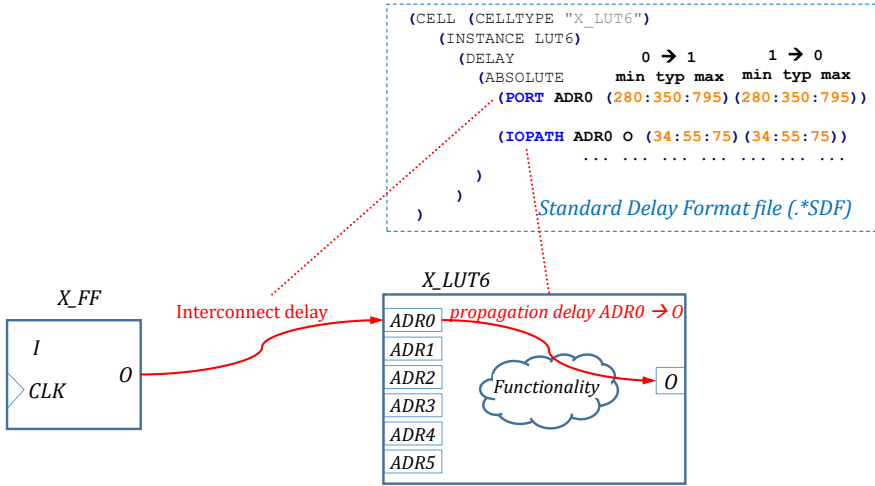 (CELL (CELLTYPE "X_LUT6")
(INSTANCE LUT6)
(DELAY 0 → 1 1 → 0
(ABSOLUTE min typ max min typ max
(PORT ADR0 (280:350:795)(280:350:795))
(IOPATH ADR0 O (34:55:75)(34:55:75))
... ... ... ... ... ...
)
)
)
Standard Delay Format file (.*SDF)
X_LUT6
X_FF
Interconnect delay
propagation delay ADR0 → O
I
O
CLK
ADR0
ADR1
ADR2
ADR3
ADR4
ADR5
Functionality
O